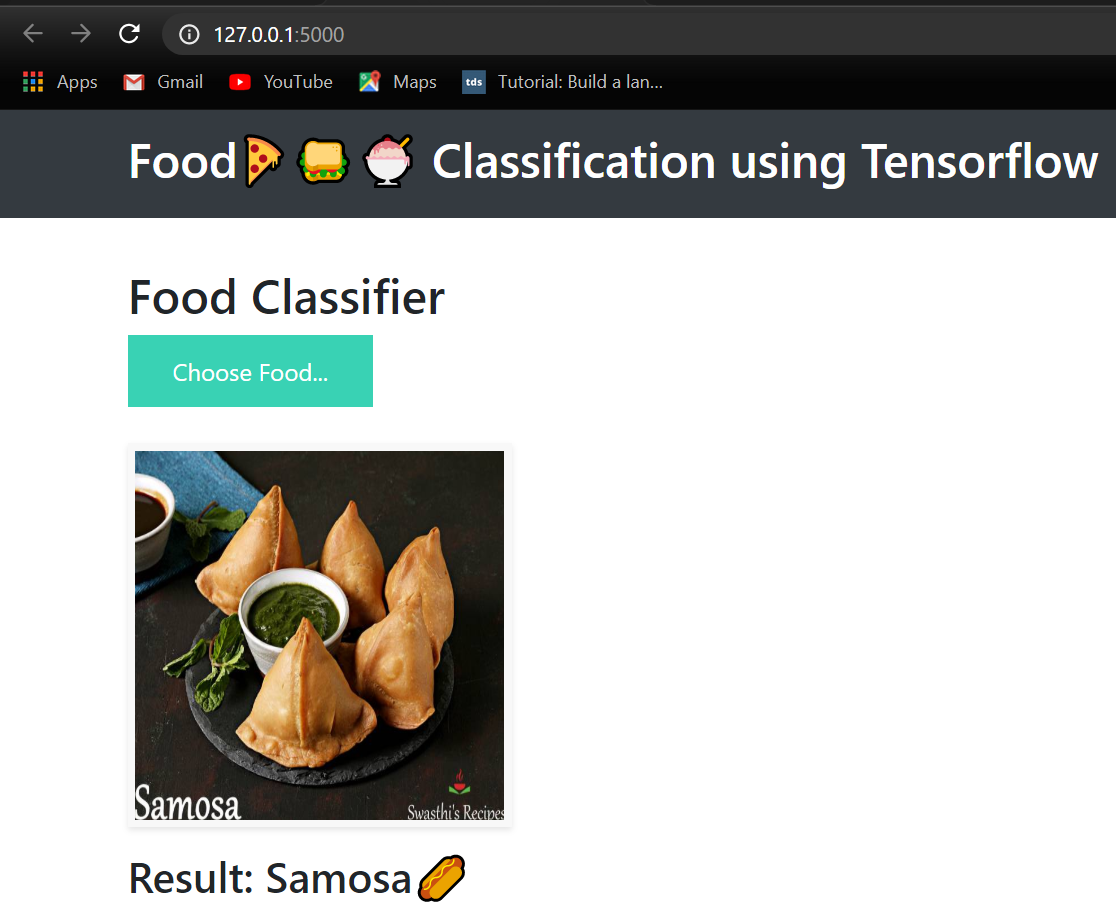 127.0.0.1:5000
Apps Gmail YouTube Maps tds Tutorial: Build a lan...
Food🍕🥪🍨 Classification using Tensorflow
Food Classifier
Choose Food...
Samosa
Swasthi's Recipes
Result: Samosa🌭